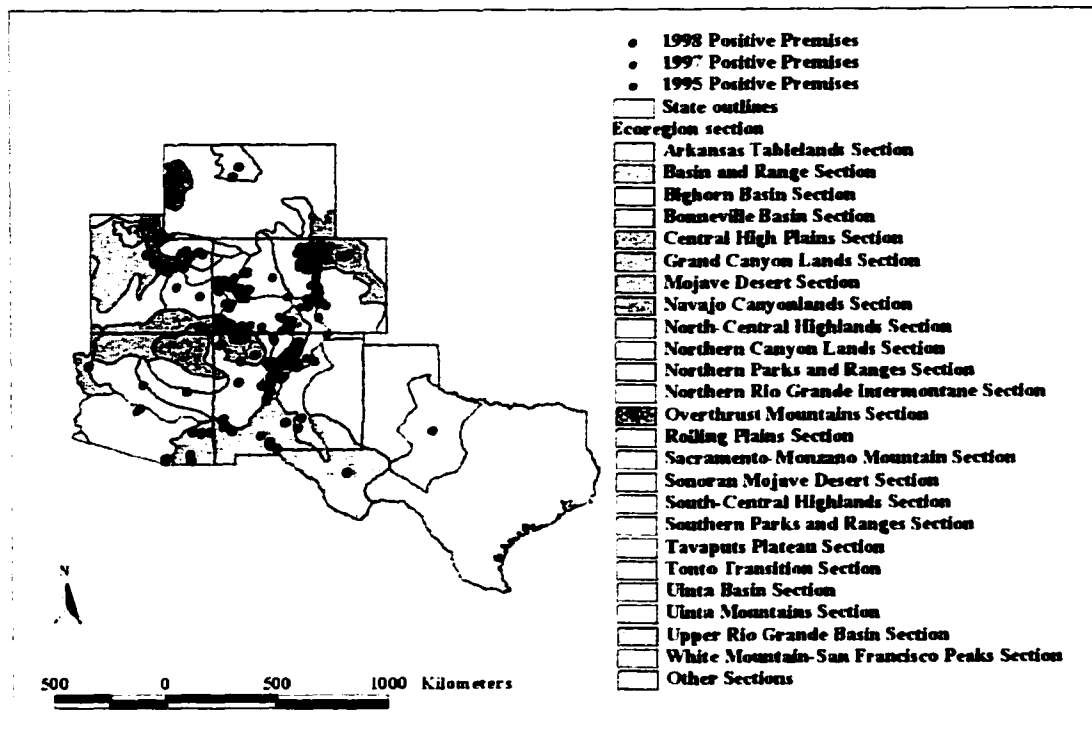 1998 Positive Premises
1997 Positive Premises
1995 Positive Premises
State outlines
Ecoregion section
Arkansas Tablelands Section
Basin and Range Section
Bighorn Basin Section
Bonneville Basin Section
Central High Plains Section
Grand Canyon Lands Section
Mojave Desert Section
Navajo Canyonlands Section
North-Central Highlands Section
Northern Canyon Lands Section
Northern Parks and Ranges Section
Northern Rio Grande Intermontane Section
Overthrust Mountains Section
Rolling Plains Section
Sacramento-Monzano Mountain Section
Sonoran Mojave Desert Section
South-Central Highlands Section
Southern Parks and Ranges Section
Tavaputs Plateau Section
Tonto Transition Section
Uinta Basin Section
Uinta Mountains Section
Upper Rio Grande Basin Section
White Mountain-San Francisco Peaks Section
Other Sections
N
500 0 500 1000 Kilometers